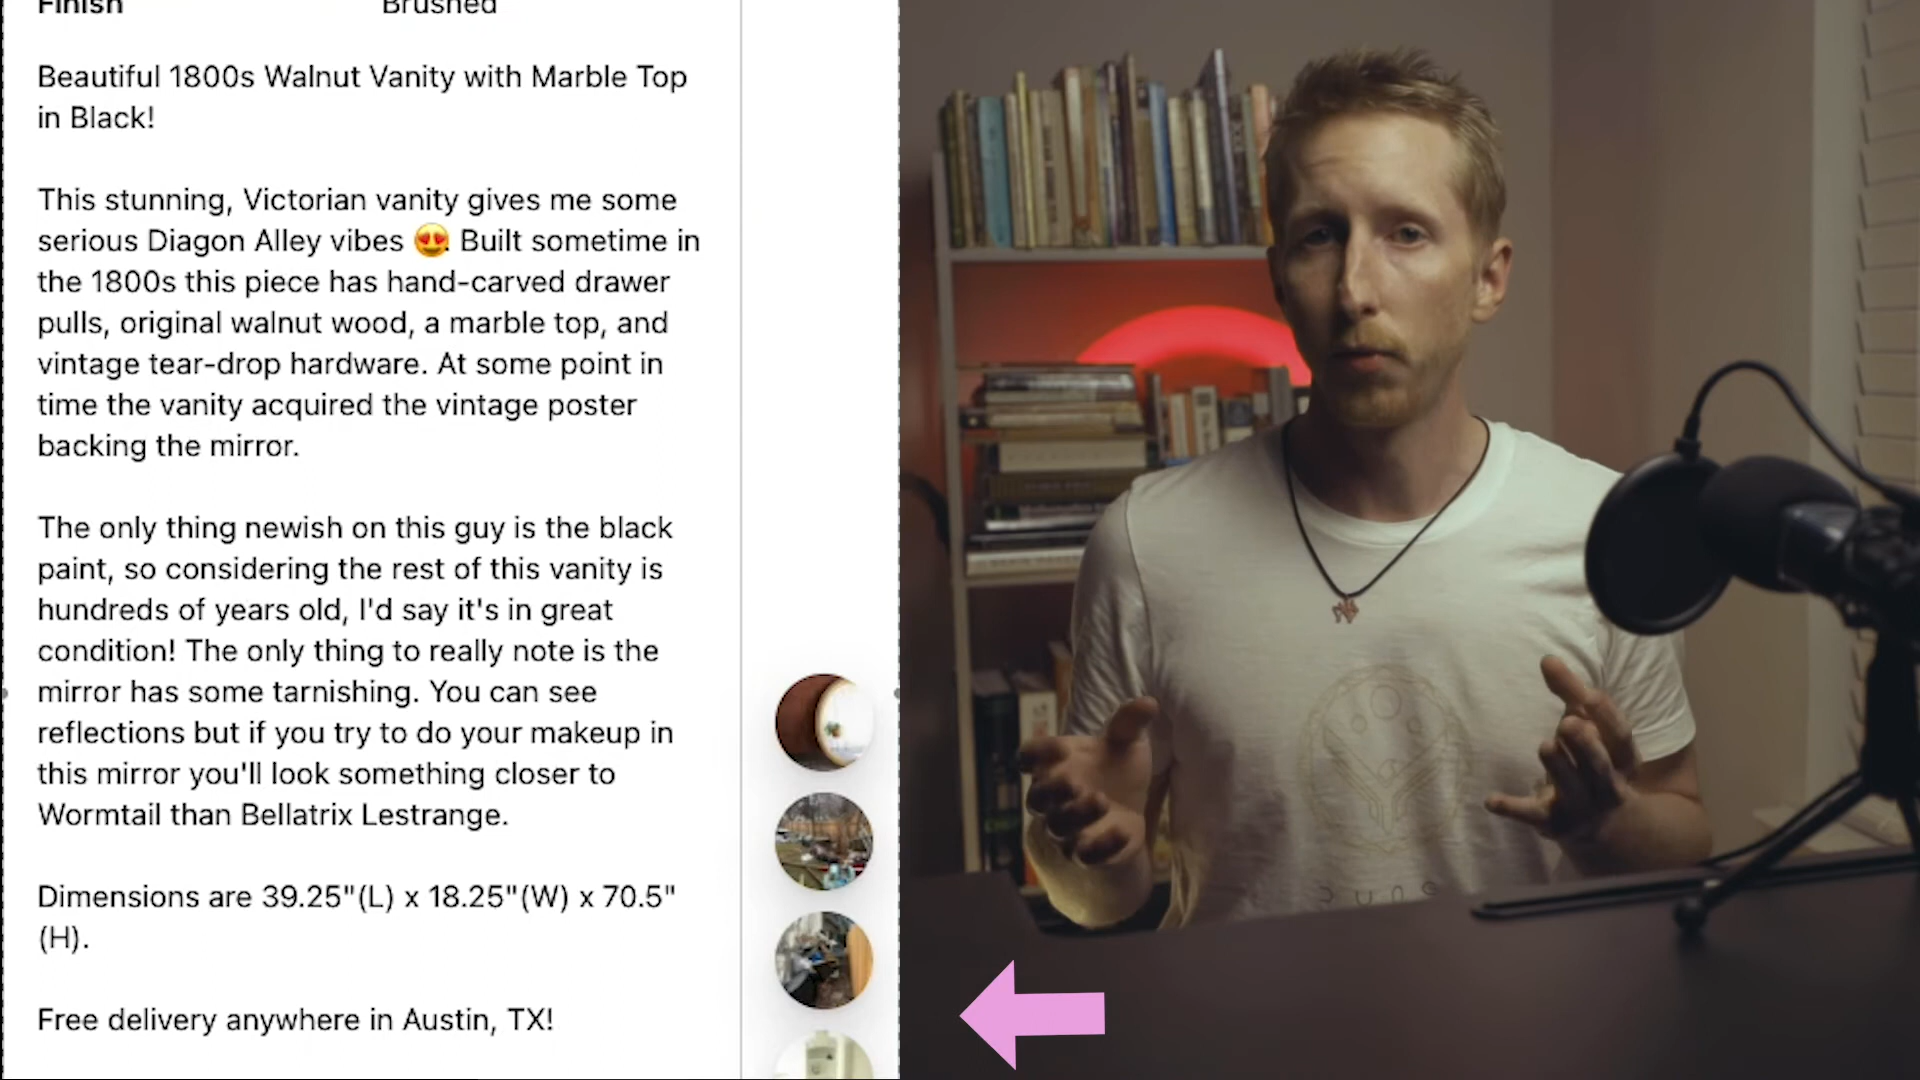 Finish Brushed
Beautiful 1800s Walnut Vanity with Marble Top
in Black!
This stunning, Victorian vanity gives me some
serious Diagon Alley vibes 😍 Built sometime in
the 1800s this piece has hand-carved drawer
pulls, original walnut wood, a marble top, and
vintage tear-drop hardware. At some point in
time the vanity acquired the vintage poster
backing the mirror.
The only thing newish on this guy is the black
paint, so considering the rest of this vanity is
hundreds of years old, I'd say it's in great
condition! The only thing to really note is the
mirror has some tarnishing. You can see
reflections but if you try to do your makeup in
this mirror you'll look something closer to
Wormtail than Bellatrix Lestrange.
Dimensions are 39.25"(L) x 18.25"(W) x 70.5"
(H).
Free delivery anywhere in Austin, TX!